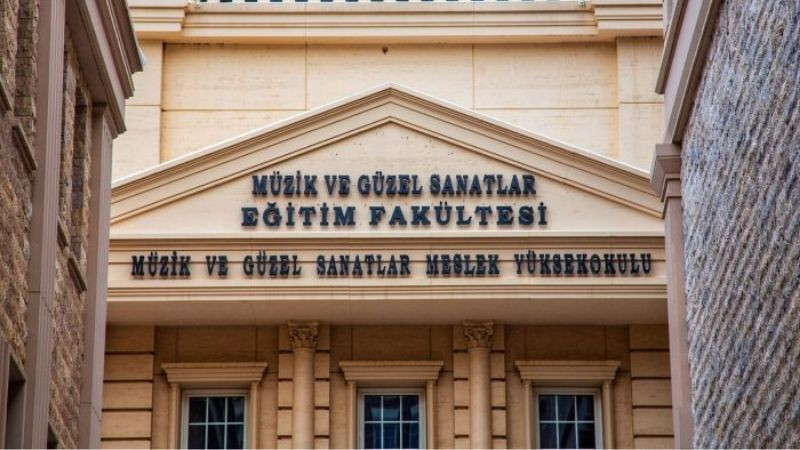 MÜZİK VE GÜZEL SANATLAR
EĞİTİM FAKÜLTESİ
MÜZİK VE GÜZEL SANATLAR MESLEK YÜKSEKOKULU